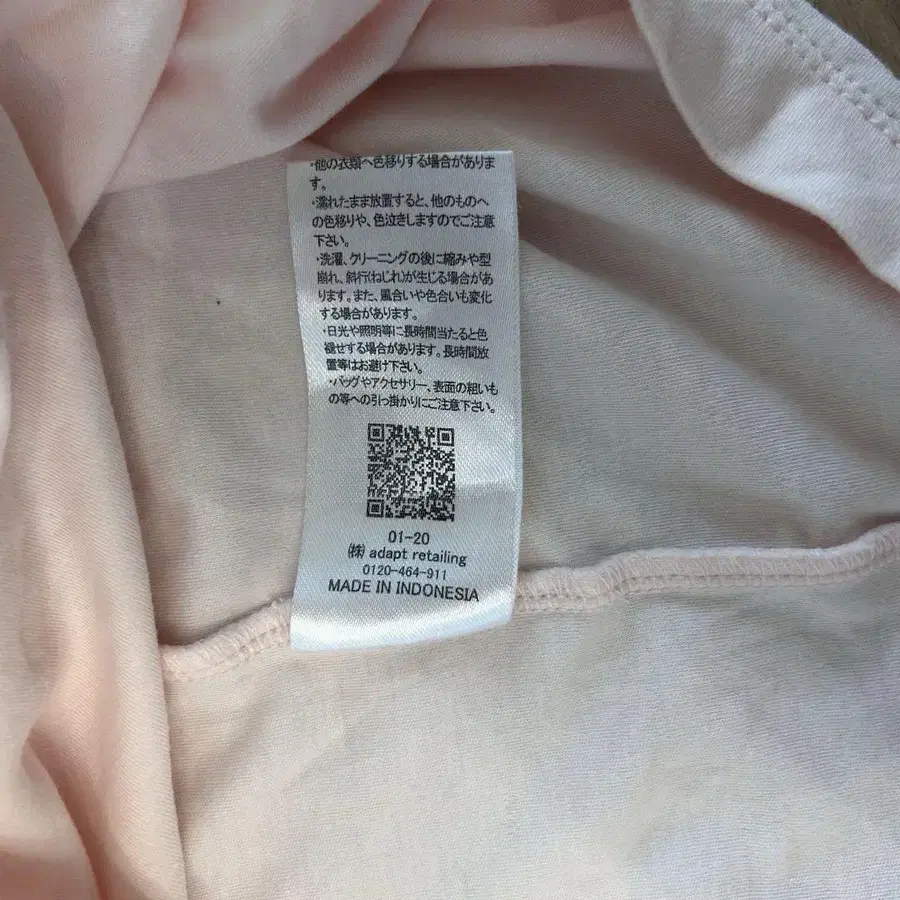 ・他の衣類へ色移りする場合がありま
す。
・濡れたまま放置すると、他のものへ
の色移りや、色泣きしますのでご注意
下さい。
・洗濯、クリーニングの後に縮みや型
崩れ、斜行(ねじれ)が生じる場合があ
ります。また、風合いや色合いも変化
する場合があります。
・日光や照明等に長時間当たると色
褪せする場合があります。長時間放
置等はお避け下さい。
・バッグやアクセサリー、表面の粗いも
の等への引っ掛かりにご注意下さい。
01-20
㈱ adapt retailing
0120-464-911
MADE IN INDONESIA